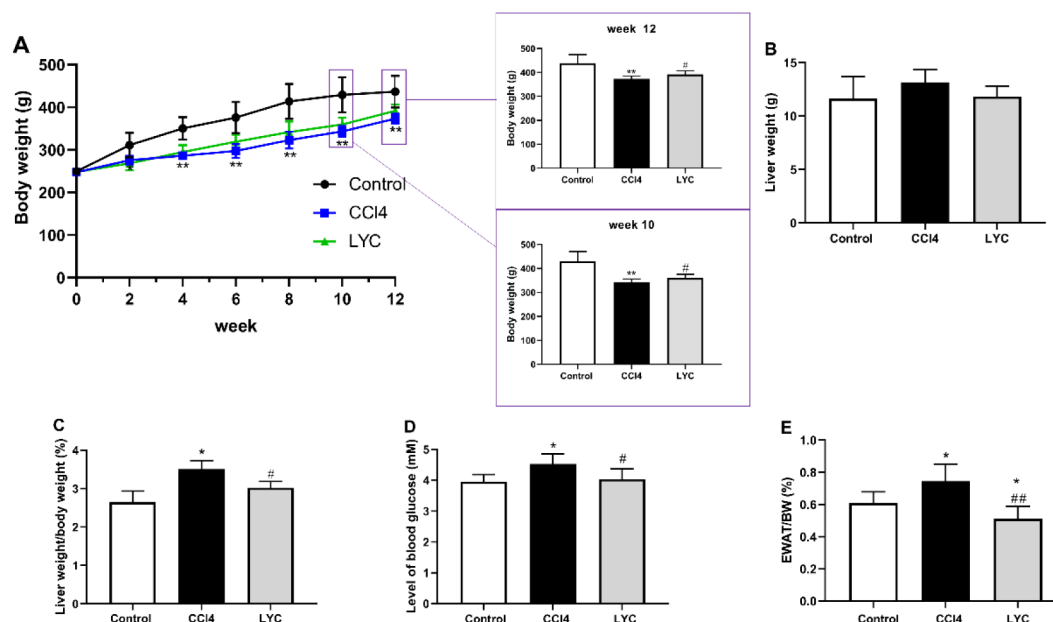 A
Body weight (g)
500
400
300
200
100
0
0 2 4 6 8 10 12
week
Control
CCl4
LYC
*
**
**
**
**
**
week 12
Body weight (g)
500
400
300
200
100
0
**
#
Control CCl4 LYC
week 10
Body weight (g)
500
400
300
200
100
0
**
#
Control CCl4 LYC
B
Liver weight (g)
15
10
5
0
Control CCl4 LYC
C
Liver weight/body weight (%)
4
3
2
1
0
*
#
Control CCl4 LYC
D
Level of blood glucose (mM)
5
4
3
2
1
0
*
#
Control CCl4 LYC
E
EWAT/BW (%)
1.0
0.8
0.6
0.4
0.2
0.0
*
*
##
Control CCl4 LYC